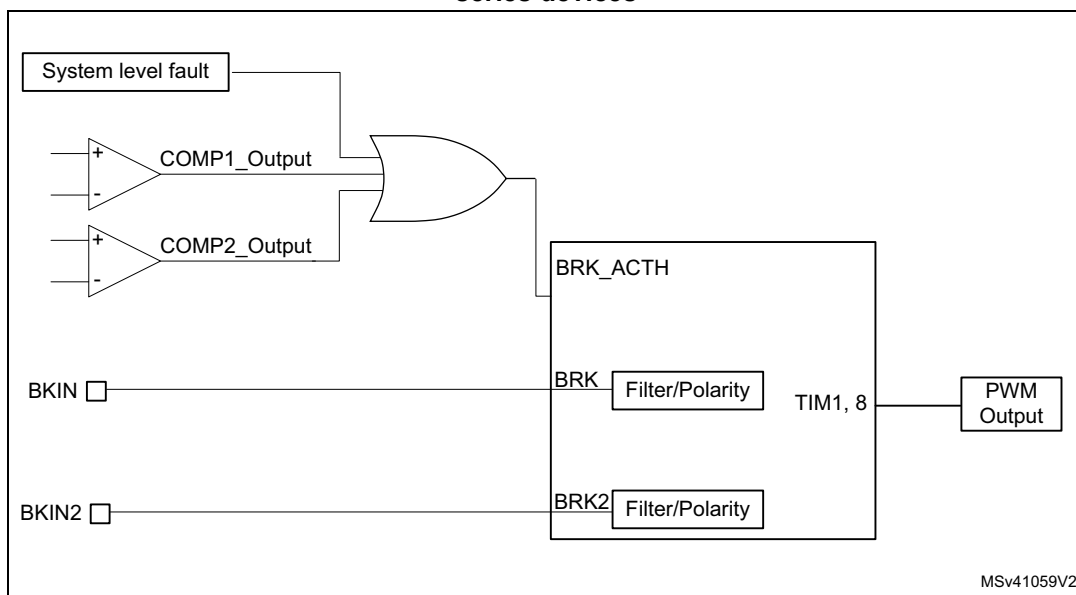 System level fault
+
COMP1_Output
-
+
COMP2_Output
-
BRK_ACTH
BKIN
BRK
Filter/Polarity
TIM1, 8
PWM
Output
BKIN2
BRK2
Filter/Polarity
MSv41059V2